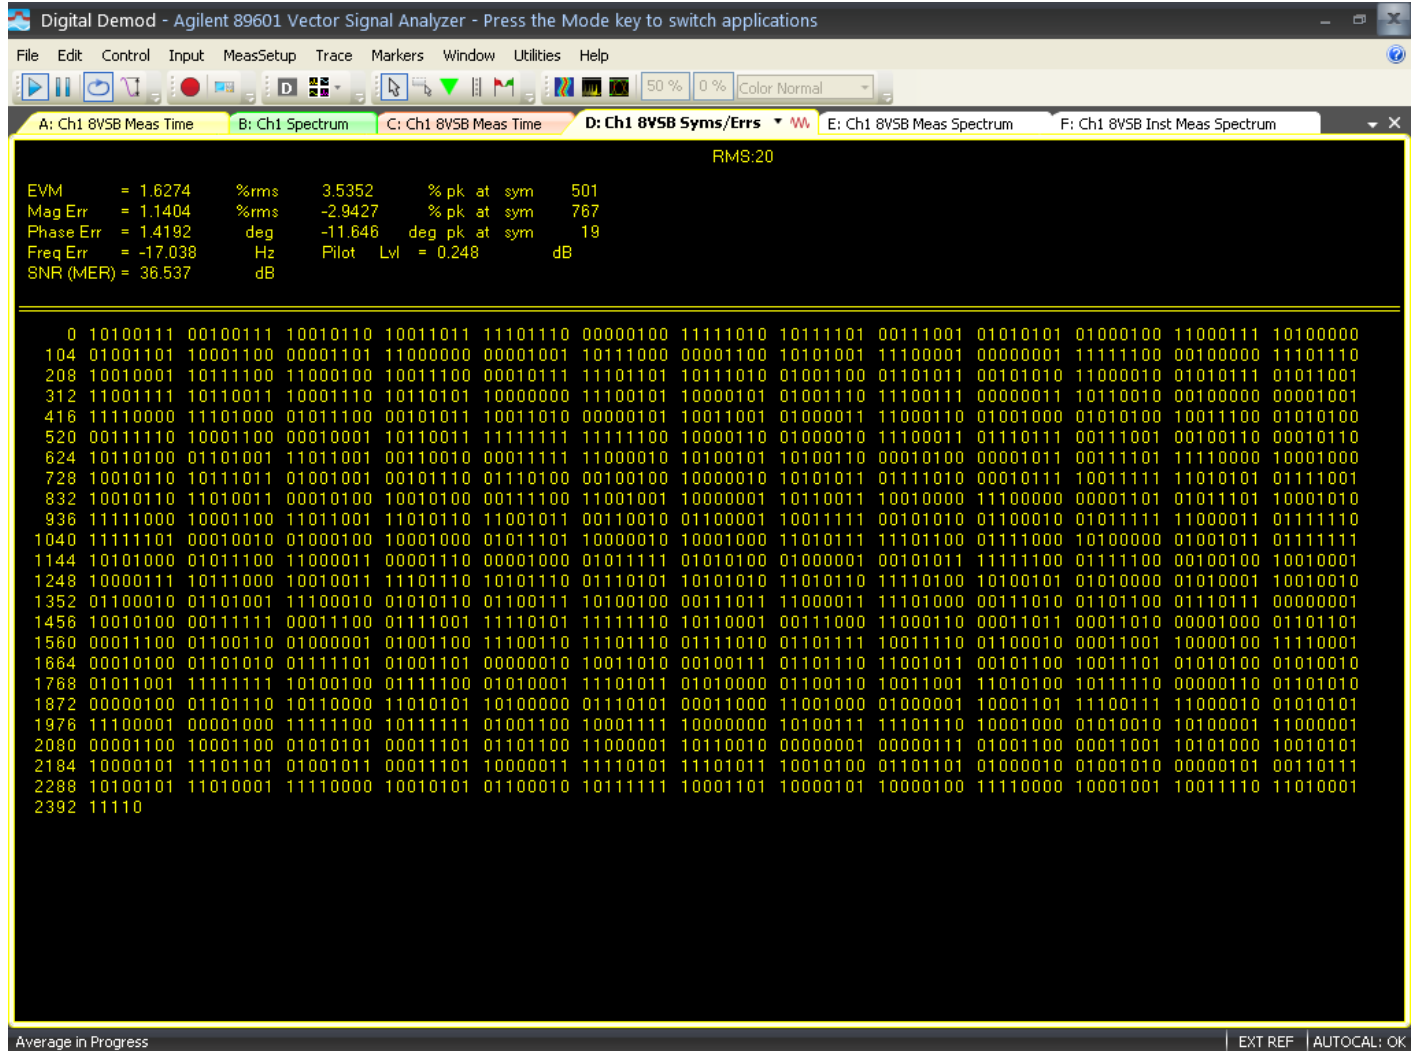 Digital Demod - Agilent 89601 Vector Signal Analyzer - Press the Mode key to switch applications
File Edit Control Input MeasSetup Trace Markers Window Utilities Help
D 50 % 0 % Color Normal
A: Ch1 8VSB Meas Time B: Ch1 Spectrum C: Ch1 8VSB Meas Time D: Ch1 8VSB Syms/Errs E: Ch1 8VSB Meas Spectrum F: Ch1 8VSB Inst Meas Spectrum
RMS:20
EVM = 1.6274 %rms 3.5352 % pk at sym 501
Mag Err = 1.1404 %rms -2.9427 % pk at sym 767
Phase Err = 1.4192 deg -11.646 deg pk at sym 19
Freq Err = -17.038 Hz Pilot Lvl = 0.248 dB
SNR (MER) = 36.537 dB
0 10100111 00100111 10010110 10011011 11101110 00000100 11111010 10111101 00111001 01010101 01000100 11000111 10100000
104 01001101 10001100 00001101 11000000 00001001 10111000 00001100 10101001 11100001 00000001 11111100 00100000 11101110
208 10010001 10111100 11000100 10011100 00010111 11101101 10111010 01001100 01101011 00101010 11000010 01010111 01011001
312 11001111 10110011 10001110 10110101 10000000 11100101 10000101 01001110 11100111 00000011 10110010 00100000 00001001
416 11110000 11101000 01011100 00101011 10011010 00000101 10011001 01000011 11000110 01001000 01010100 10011100 01010100
520 00111110 10001100 00010001 10110011 11111111 11111100 10000110 01000010 11100011 01110111 00111001 00100110 00010110
624 10110100 01101001 11011001 00110010 00011111 11000010 10100101 10100110 00010100 00001011 00111101 11110000 10001000
728 10010110 10111011 01001001 00101110 01110100 00100100 10000010 10101011 01111010 00010111 10011111 11010101 01111001
832 10010110 11010011 00010100 10010100 00111100 11001001 10000001 10110011 10010000 11100000 00001101 01011101 10001010
936 11111000 10001100 11011001 11010110 11001011 00110010 01100001 10011111 00101010 01100010 01011111 11000011 01111110
1040 11111101 00010010 01000100 10001000 01011101 10000010 10001000 11010111 11101100 01111000 10100000 01001011 01111111
1144 10101000 01011100 11000011 00001110 00001000 01011111 01010100 01000001 00101011 11111100 01111100 00100100 10010001
1248 10000111 10111000 10010011 11101101 10101110 01110101 10101010 11010110 11110100 10100101 01010000 01010001 10010010
1352 01100010 01101001 11100010 01010110 01100111 10100100 00111011 11000011 11101000 00111010 01101100 01110111 00000001
1456 10010100 00111111 00011100 01111001 11110101 11111110 10110001 00111000 11000110 00011011 00011010 00001000 01101101
1560 00011100 01100110 01000001 01001100 11100110 11101110 01111010 01101111 10011110 01100010 00011001 10000100 11110001
1664 00010100 01101010 01111101 01001101 00000010 10011010 00100111 01101110 11001011 00101100 10011101 01010100 01010010
1768 01011001 11111111 10100100 01111100 01010001 11101011 01010000 01100110 10011001 11010100 10111110 00000110 01101010
1872 00000100 01101110 10110000 11010101 10100000 01110101 00011000 11001000 01000001 10001101 11100111 11000010 01010101
1976 11100001 00001000 11111100 10111111 01001100 10001111 10000000 10100111 11101110 10001000 01010010 10100001 11000001
2080 00001100 10001100 01010101 00011101 01101100 11000001 10110010 00000001 00000111 01001100 00011001 10101000 10010101
2184 10000101 11101101 01001011 00011101 10000011 11110101 11101011 10010100 01101101 01000010 01001010 00000101 00110111
2288 10100101 11010001 11110000 10010101 01100010 10111111 10001101 10000101 10000100 11110000 10001001 10011110 11010001
2392 11110
Average in Progress EXT REF AUTOCAL: OK